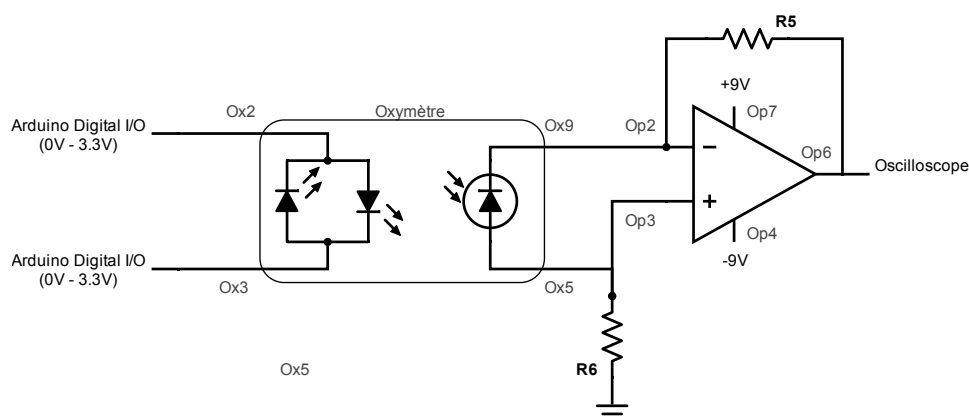 R5
+9V
Op7
Ox2
Oxymètre
Ox9
Op2
Arduino Digital I/O
(0V - 3.3V)
Op6
Oscilloscope
−
+
Op3
Op4
-9V
Arduino Digital I/O
(0V - 3.3V)
Ox3
Ox5
R6
Ox5